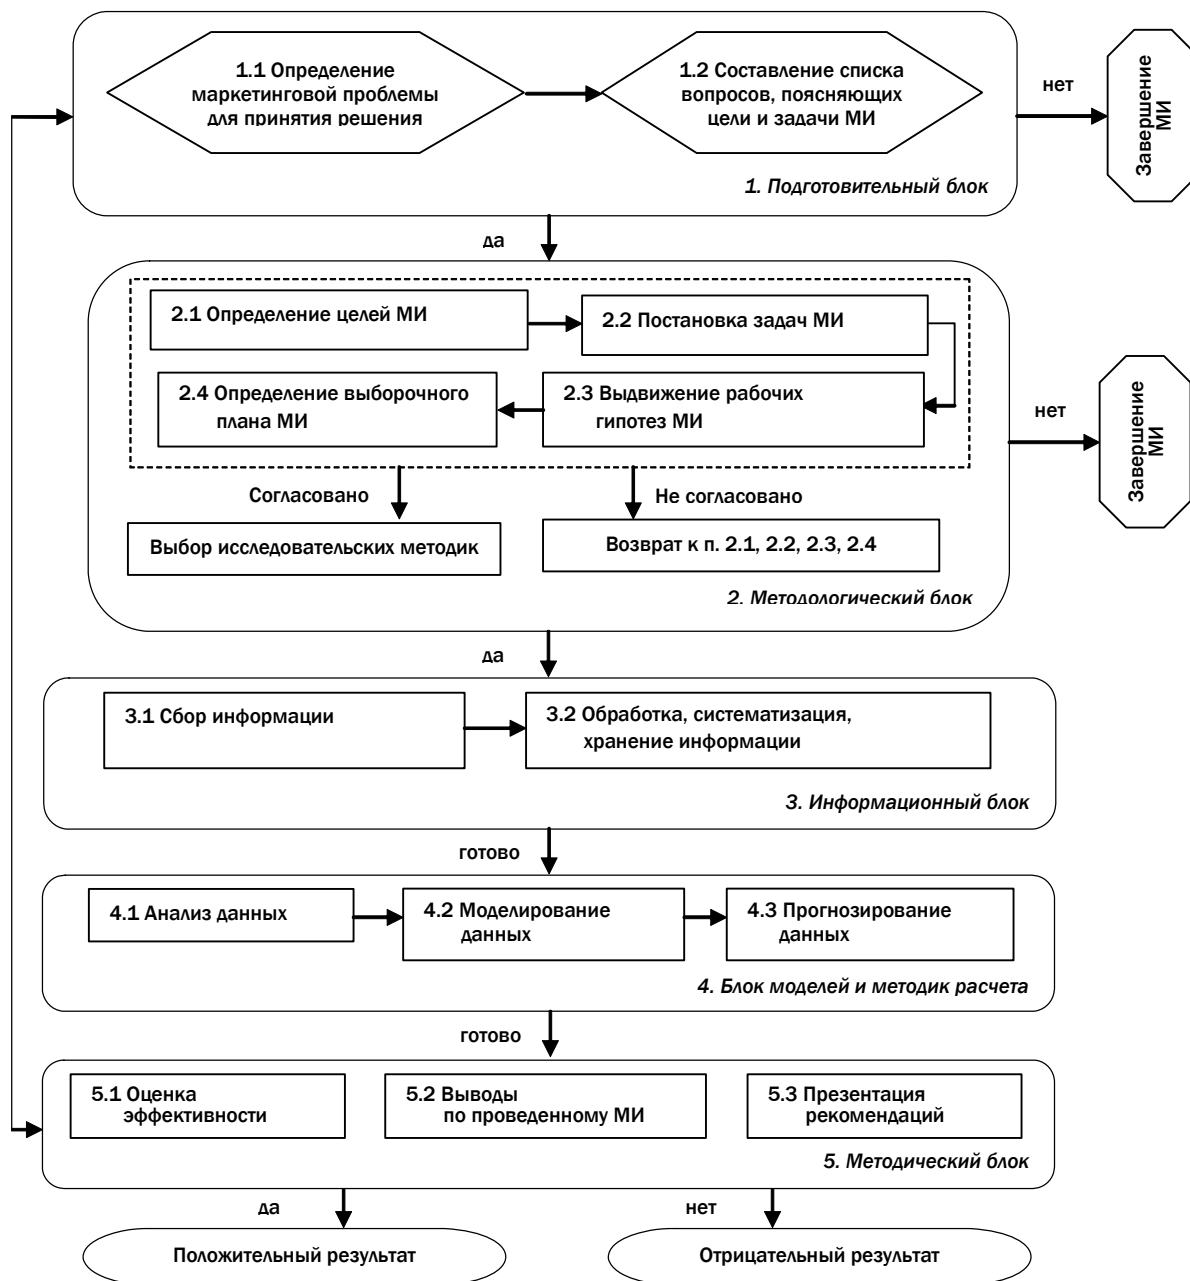 1.1 Определение
маркетинговой проблемы
для принятия решения
1.2 Составление списка
вопросов, поясняющих
цели и задачи МИ
нет
Завершение
МИ
1. Подготовительный блок
да
2.1 Определение целей МИ
2.2 Постановка задач МИ
2.4 Определение выборочного
плана МИ
2.3 Выдвижение рабочих
гипотез МИ
нет
Завершение
МИ
Согласовано
Не согласовано
Выбор исследовательских методик
Возврат к п. 2.1, 2.2, 2.3, 2.4
2. Методологический блок
да
3.1 Сбор информации
3.2 Обработка, систематизация,
хранение информации
3. Информационный блок
готово
4.1 Анализ данных
4.2 Моделирование
данных
4.3 Прогнозирование
данных
4. Блок моделей и методик расчета
готово
5.1 Оценка
эффективности
5.2 Выводы
по проведенному МИ
5.3 Презентация
рекомендаций
5. Методический блок
да
нет
Положительный результат
Отрицательный результат